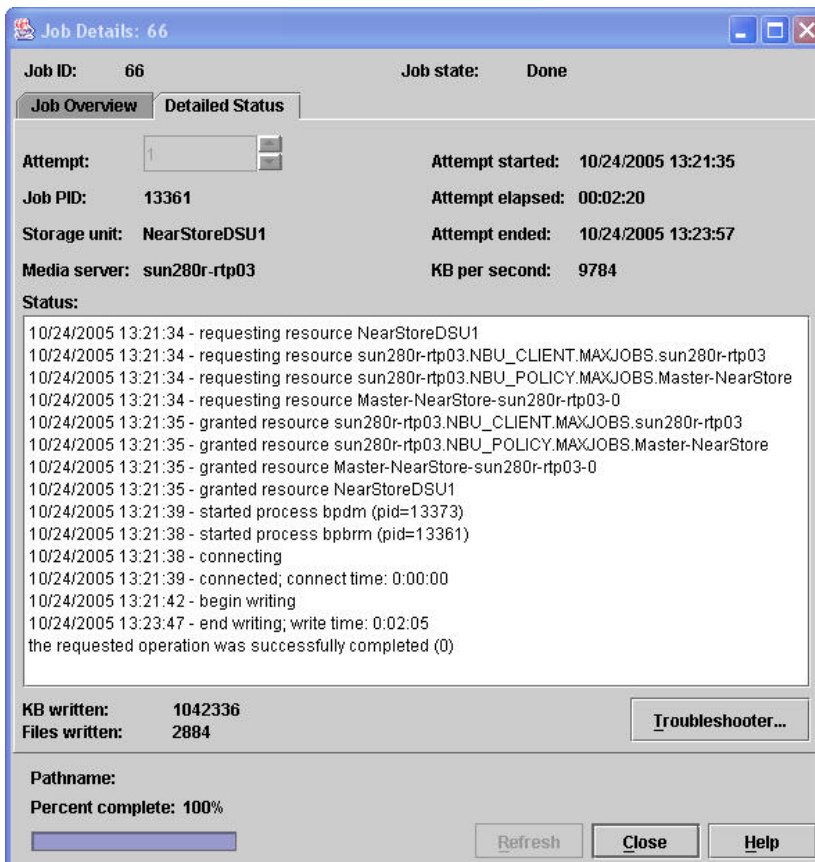 Job Details: 66
Job ID: 66 Job state: Done
Job Overview Detailed Status
Attempt: 1 Attempt started: 10/24/2005 13:21:35
Job PID: 13361 Attempt elapsed: 00:02:20
Storage unit: NearStoreDSU1 Attempt ended: 10/24/2005 13:23:57
Media server: sun280r-rtp03 KB per second: 9784
Status:
10/24/2005 13:21:34 - requesting resource NearStoreDSU1
10/24/2005 13:21:34 - requesting resource sun280r-rtp03.NBU_CLIENT.MAXJOBS.sun280r-rtp03
10/24/2005 13:21:34 - requesting resource sun280r-rtp03.NBU_POLICY.MAXJOBS.Master-NearStore
10/24/2005 13:21:34 - requesting resource Master-NearStore-sun280r-rtp03-0
10/24/2005 13:21:35 - granted resource sun280r-rtp03.NBU_CLIENT.MAXJOBS.sun280r-rtp03
10/24/2005 13:21:35 - granted resource sun280r-rtp03.NBU_POLICY.MAXJOBS.Master-NearStore
10/24/2005 13:21:35 - granted resource Master-NearStore-sun280r-rtp03-0
10/24/2005 13:21:35 - granted resource NearStoreDSU1
10/24/2005 13:21:39 - started process bpdm (pid=13373)
10/24/2005 13:21:38 - started process bpbrm (pid=13361)
10/24/2005 13:21:38 - connecting
10/24/2005 13:21:39 - connected; connect time: 0:00:00
10/24/2005 13:21:42 - begin writing
10/24/2005 13:23:47 - end writing; write time: 0:02:05
the requested operation was successfully completed (0)
KB written: 1042336
Files written: 2884
Troubleshooter...
Pathname:
Percent complete: 100%
Refresh Close Help